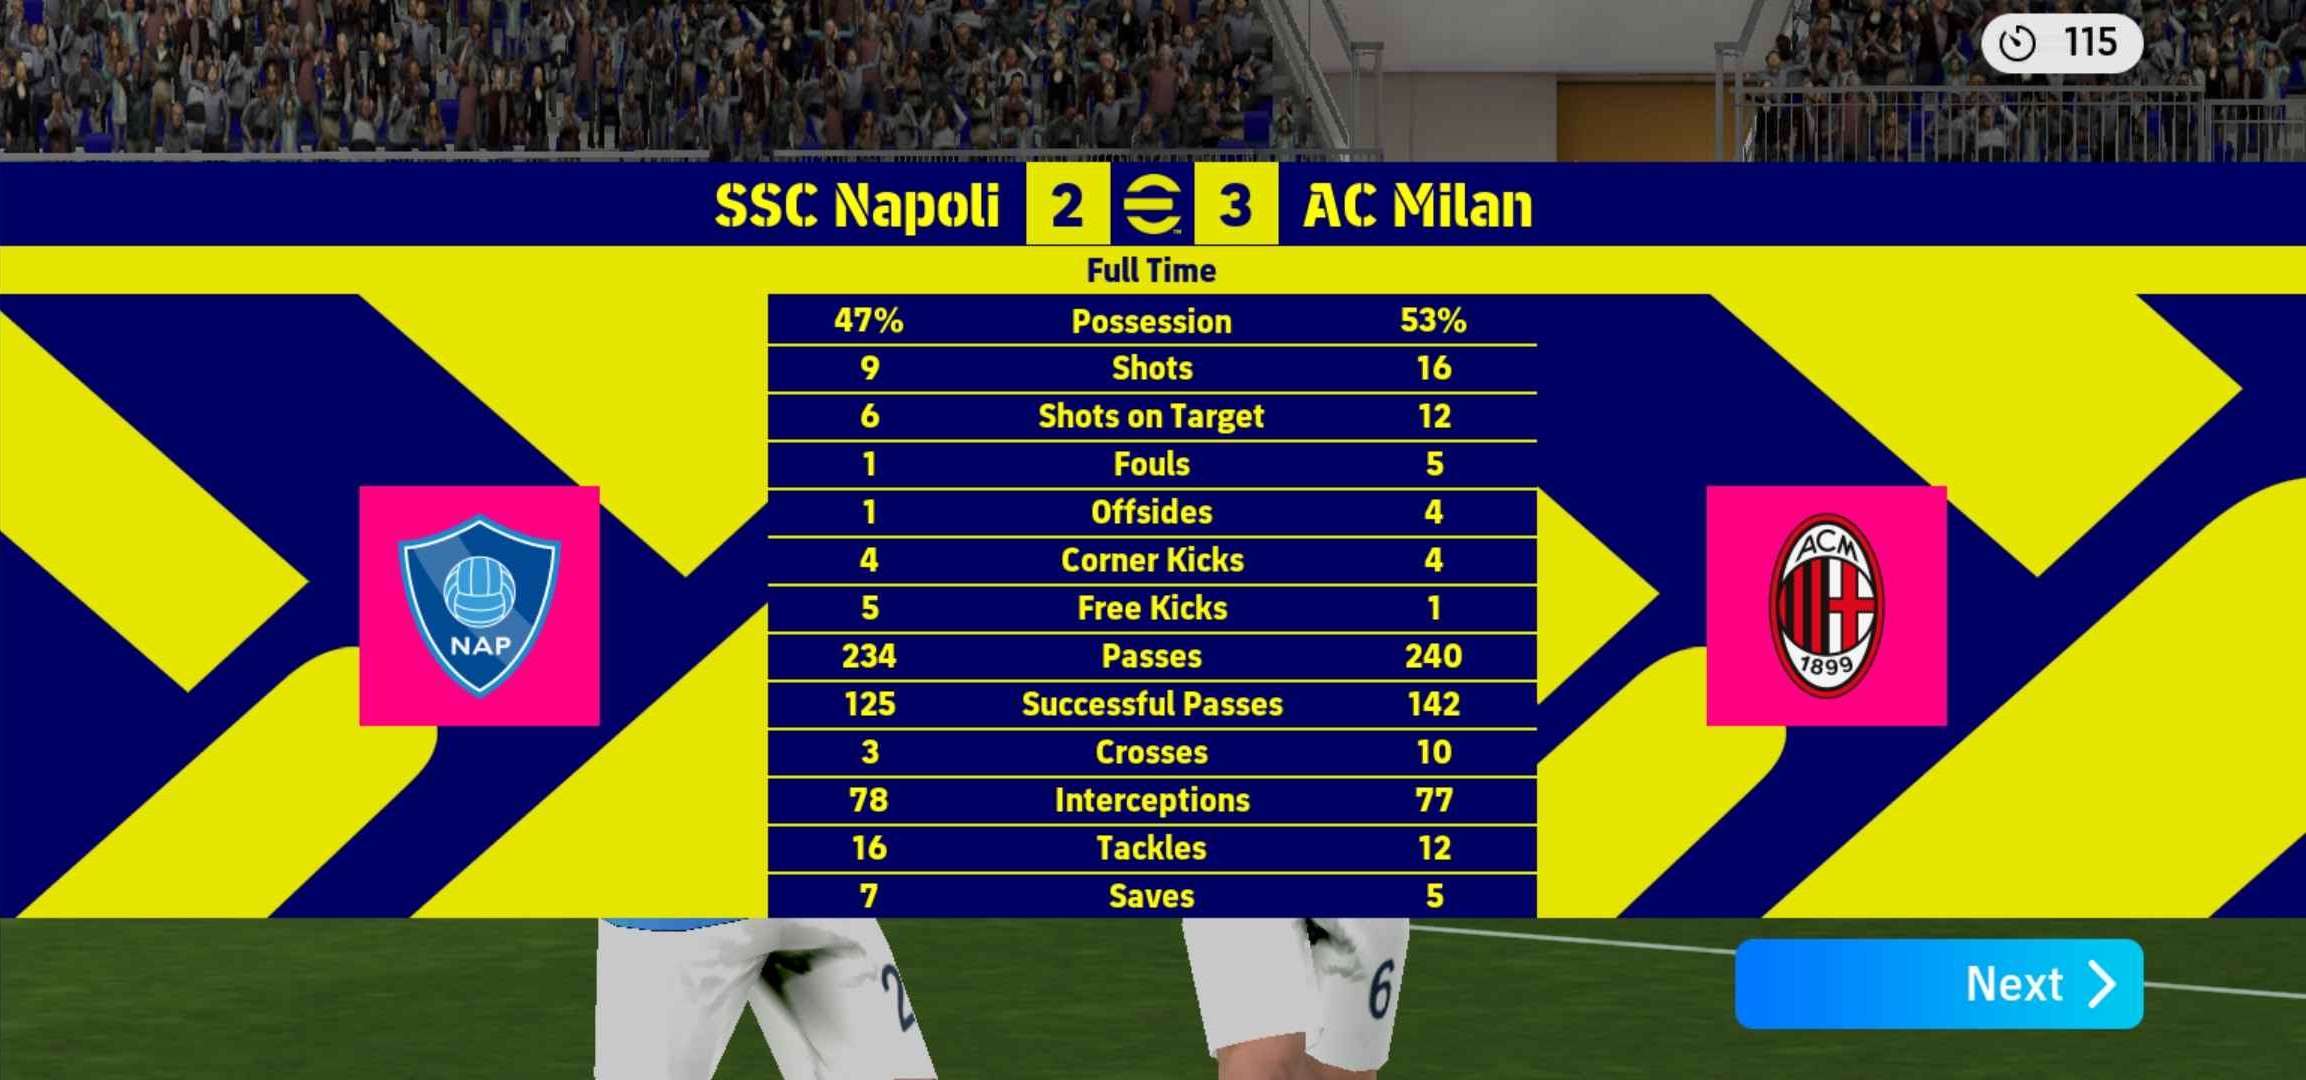 115
SSC Napoli 2 3 AC Milan
Full Time
47% Possession 53%
9 Shots 16
6 Shots on Target 12
1 Fouls 5
1 Offsides 4
4 Corner Kicks 4
5 Free Kicks 1
234 Passes 240
125 Successful Passes 142
3 Crosses 10
78 Interceptions 77
16 Tackles 12
7 Saves 5
NAP
ACM
1899
2
6
Next